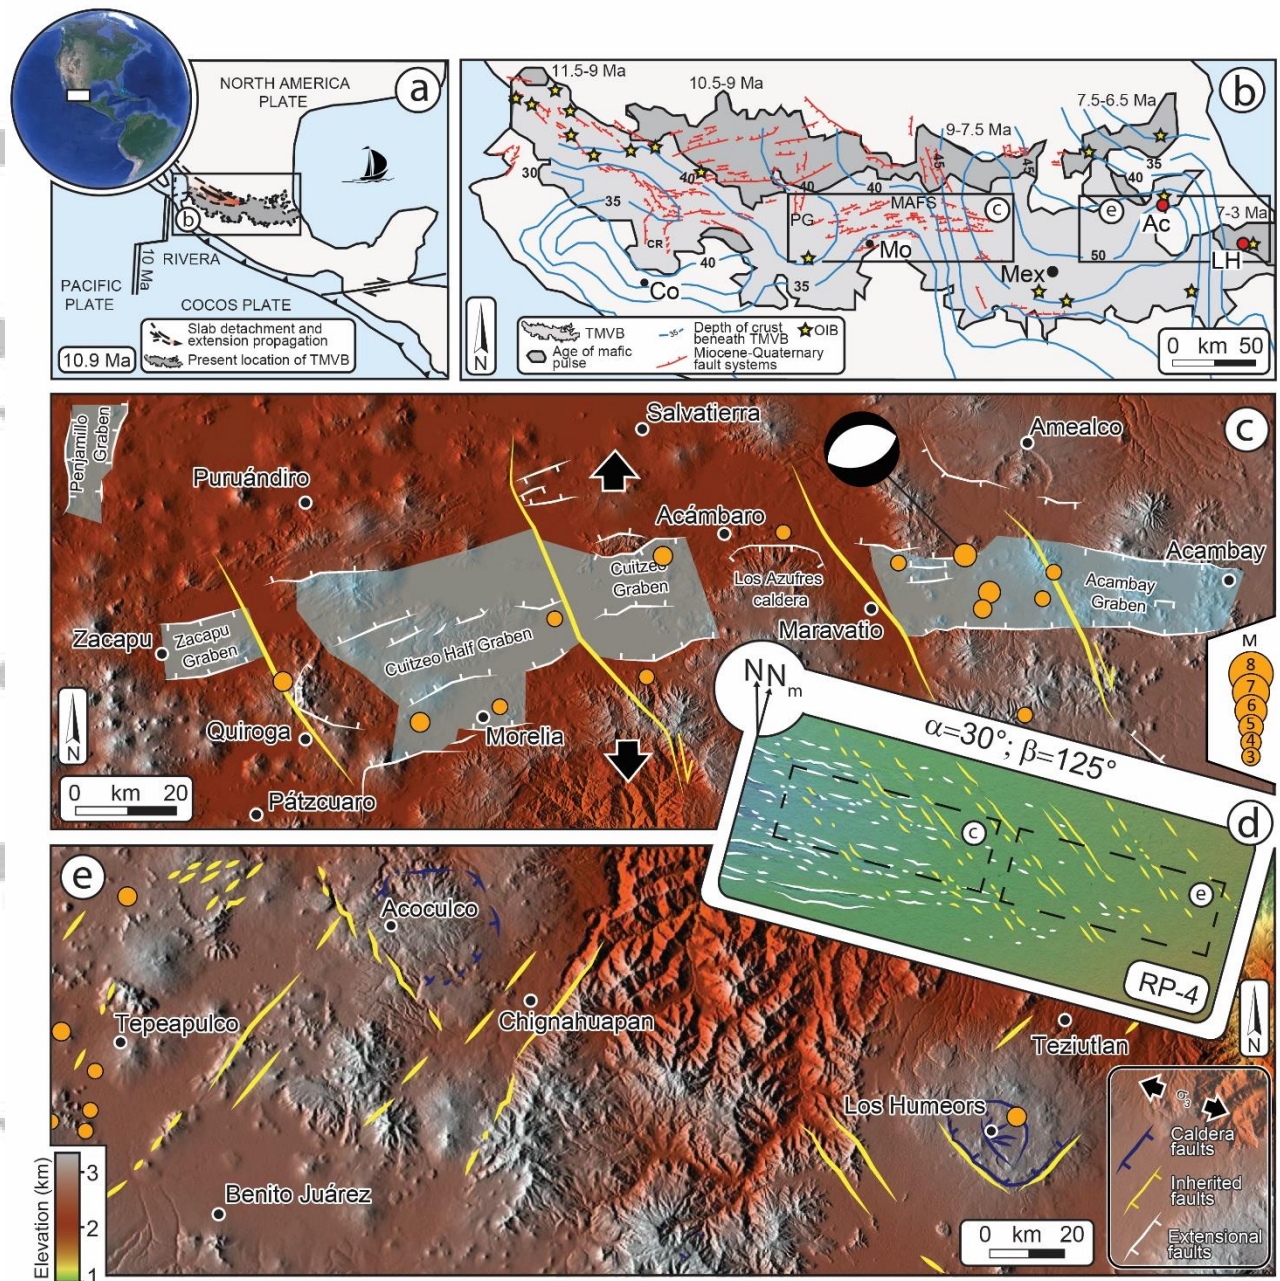 a
NORTH AMERICA
PLATE
b
10 Ma
RIVERA
PACIFIC
PLATE
COCOS PLATE
10.9 Ma
Slab detachment and
extension propagation
Present location of TMVB
b
11.5-9 Ma
10.5-9 Ma
7.5-6.5 Ma
9-7.5 Ma
7-3 Ma
30
35
40
40
40
45
45
35
40
50
40
35
PG
MAFS
c
e
CR
Co
Mo
Mex
Ac
LH
N
TMVB
Age of mafic
pulse
35
Depth of crust
beneath TMVB
Miocene-Quaternary
fault systems
OIB
0 km 50
c
Penjamillo
Graben
Puruándiro
Salvatierra
Amealco
Acámbaro
Acambay
Cuitzeo
Graben
Los Azufres
caldera
Acambay
Graben
Zacapu
Zacapu
Graben
Cuitzeo Half Graben
Maravatio
Quiroga
Morelia
Pátzcuaro
N
0 km 20
M
8
7
6
5
4
3
d
N Nm
α=30°; β=125°
c
e
RP-4
e
Acoculco
Tepeapulco
Chignahuapan
Teziutlan
Los Humeors
Benito Juárez
N
Elevation (km)
3
2
1
0 km 20
σ3
Caldera
faults
Inherited
faults
Extensional
faults